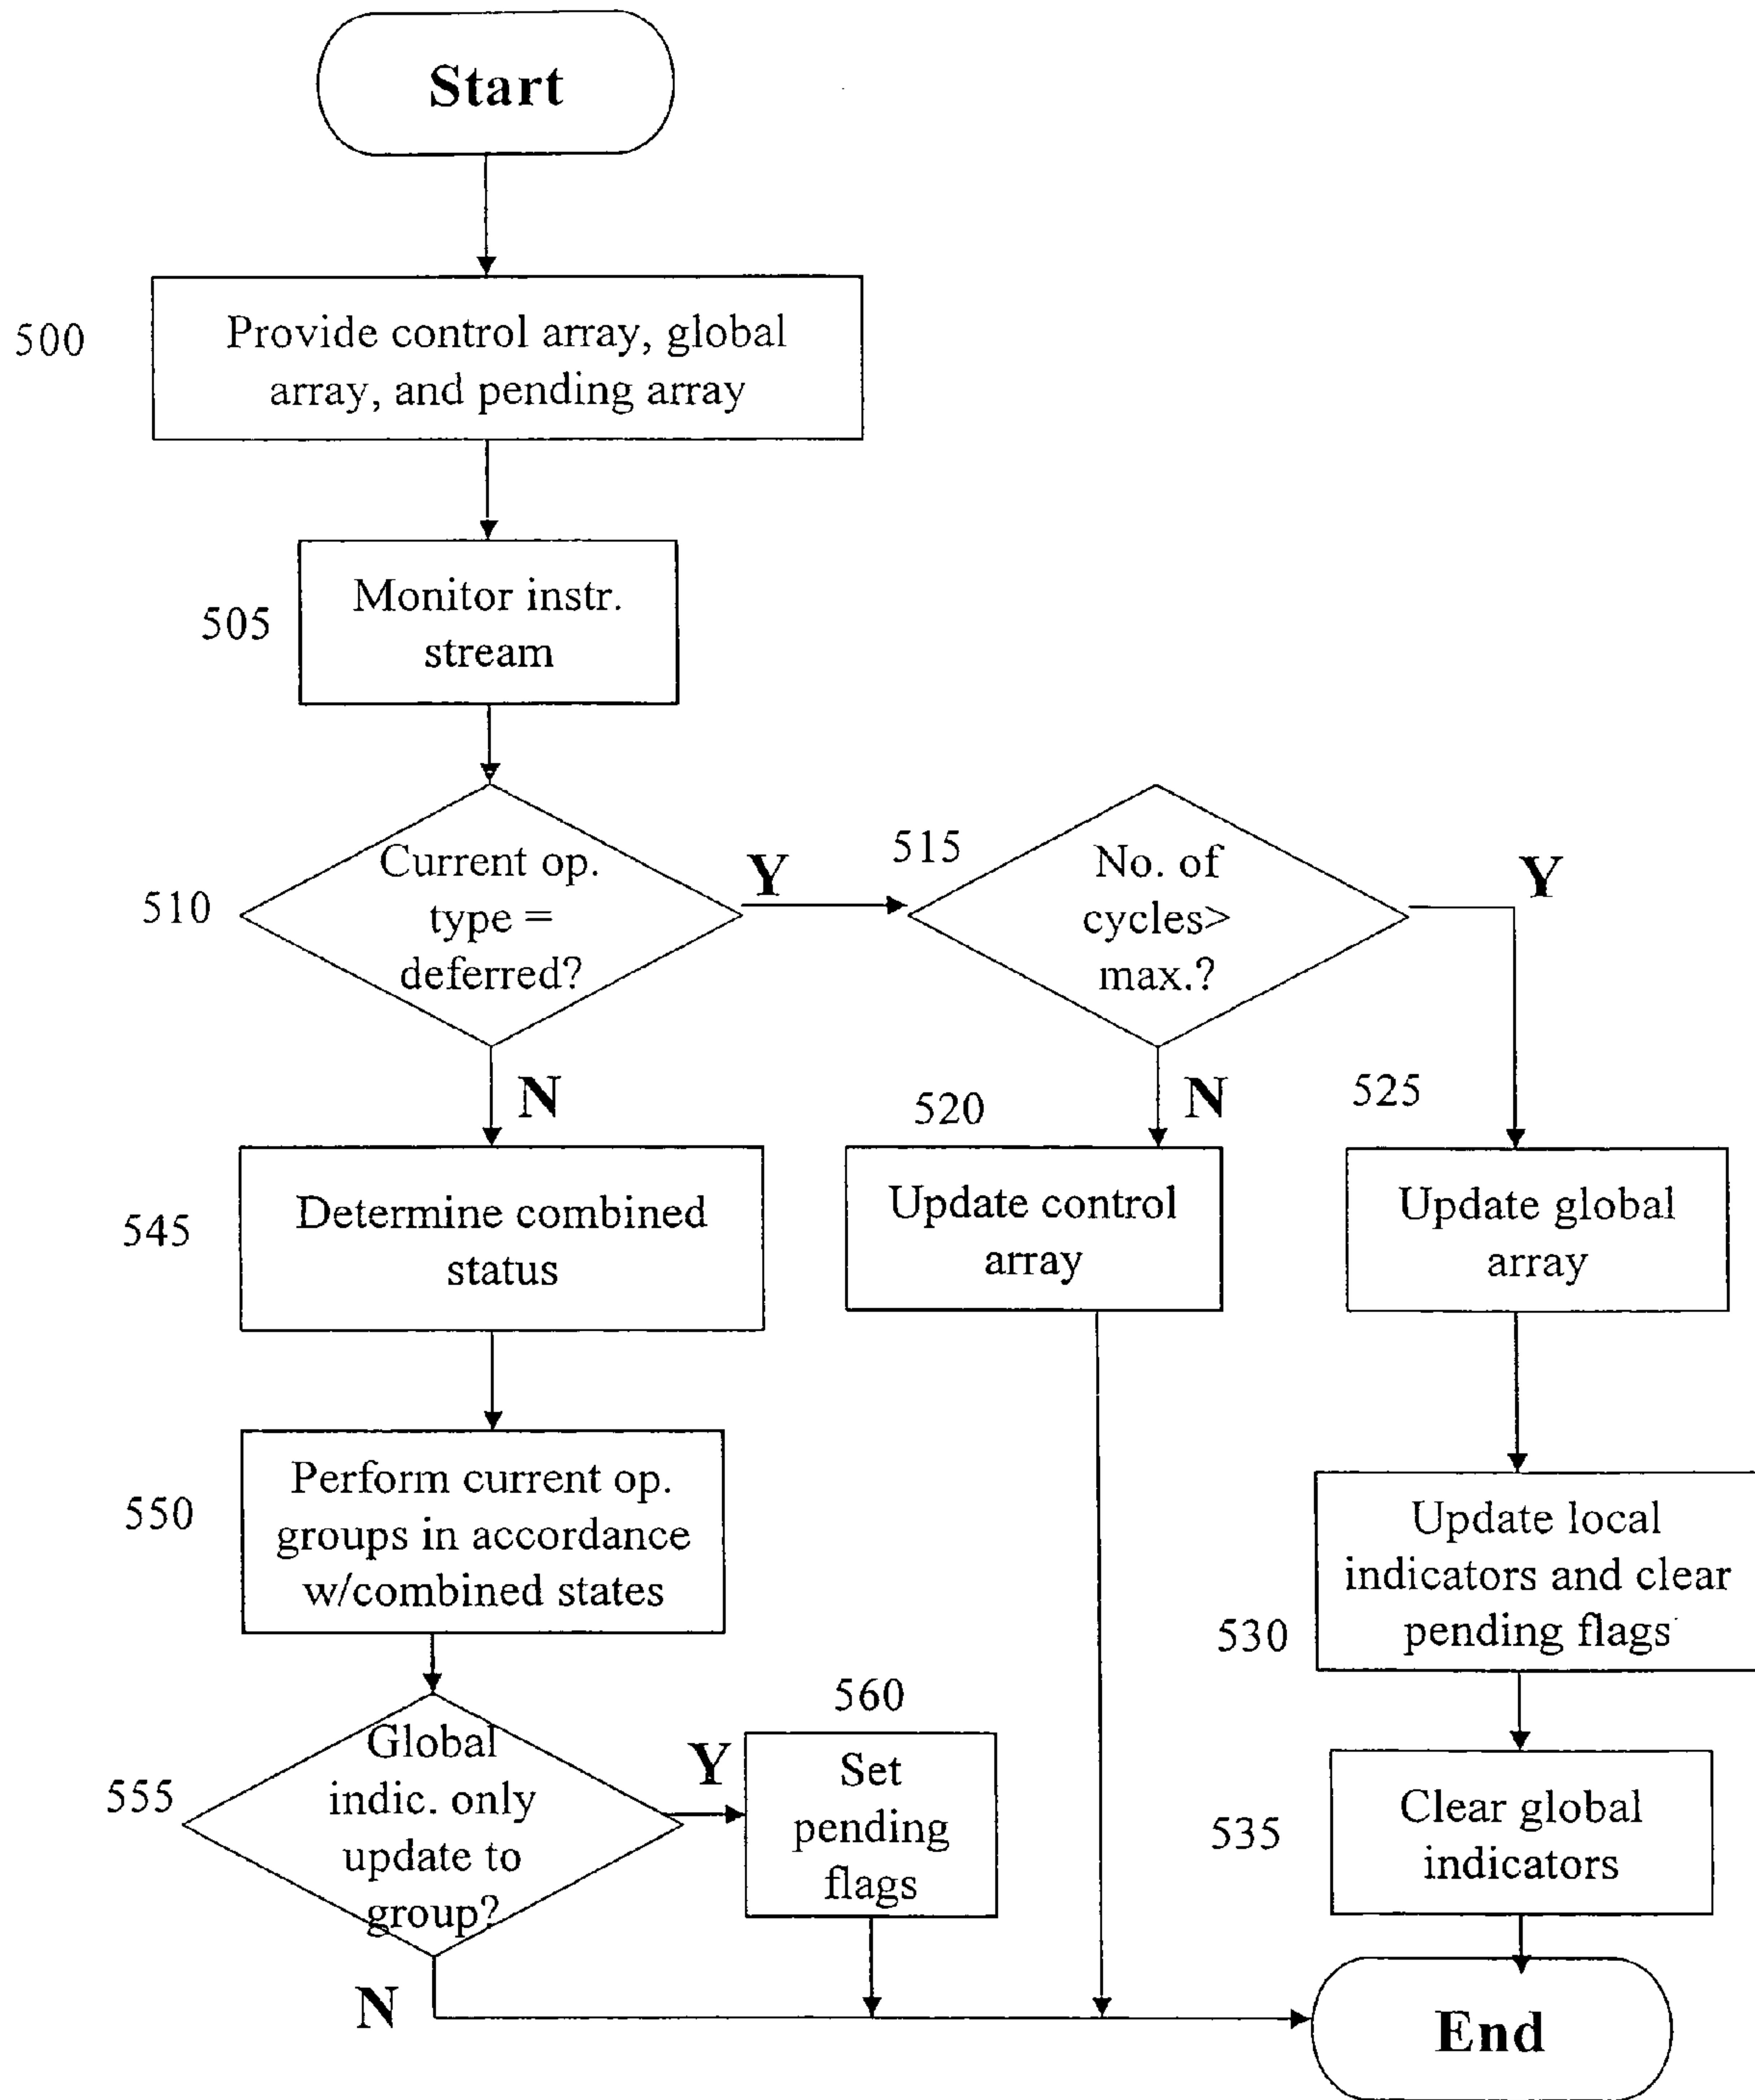 Start
500
Provide control array, global
array, and pending array
505
Monitor instr.
stream
510
Current op.
type =
deferred?
Y
515
No. of
cycles>
max.?
Y
N
N
520
525
545
Determine combined
status
Update control
array
Update global
array
550
Perform current op.
groups in accordance
w/combined states
530
Update local
indicators and clear
pending flags
555
Global
indic. only
update to
group?
Y
560
Set
pending
flags
535
Clear global
indicators
N
End